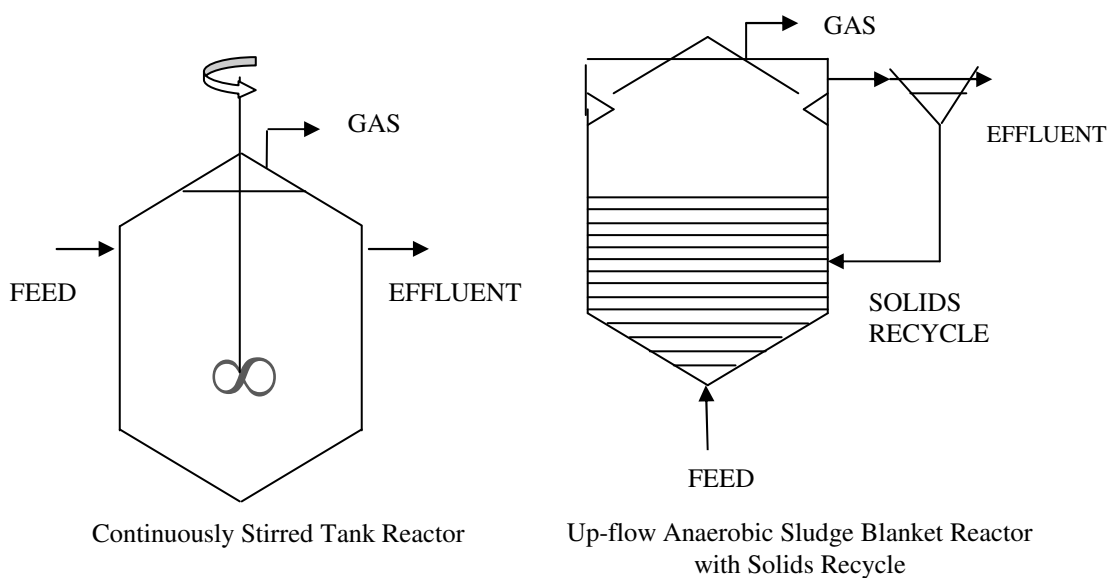 GAS
FEED
EFFLUENT
Continuously Stirred Tank Reactor
GAS
EFFLUENT
SOLIDS
RECYCLE
FEED
Up-flow Anaerobic Sludge Blanket Reactor
with Solids Recycle